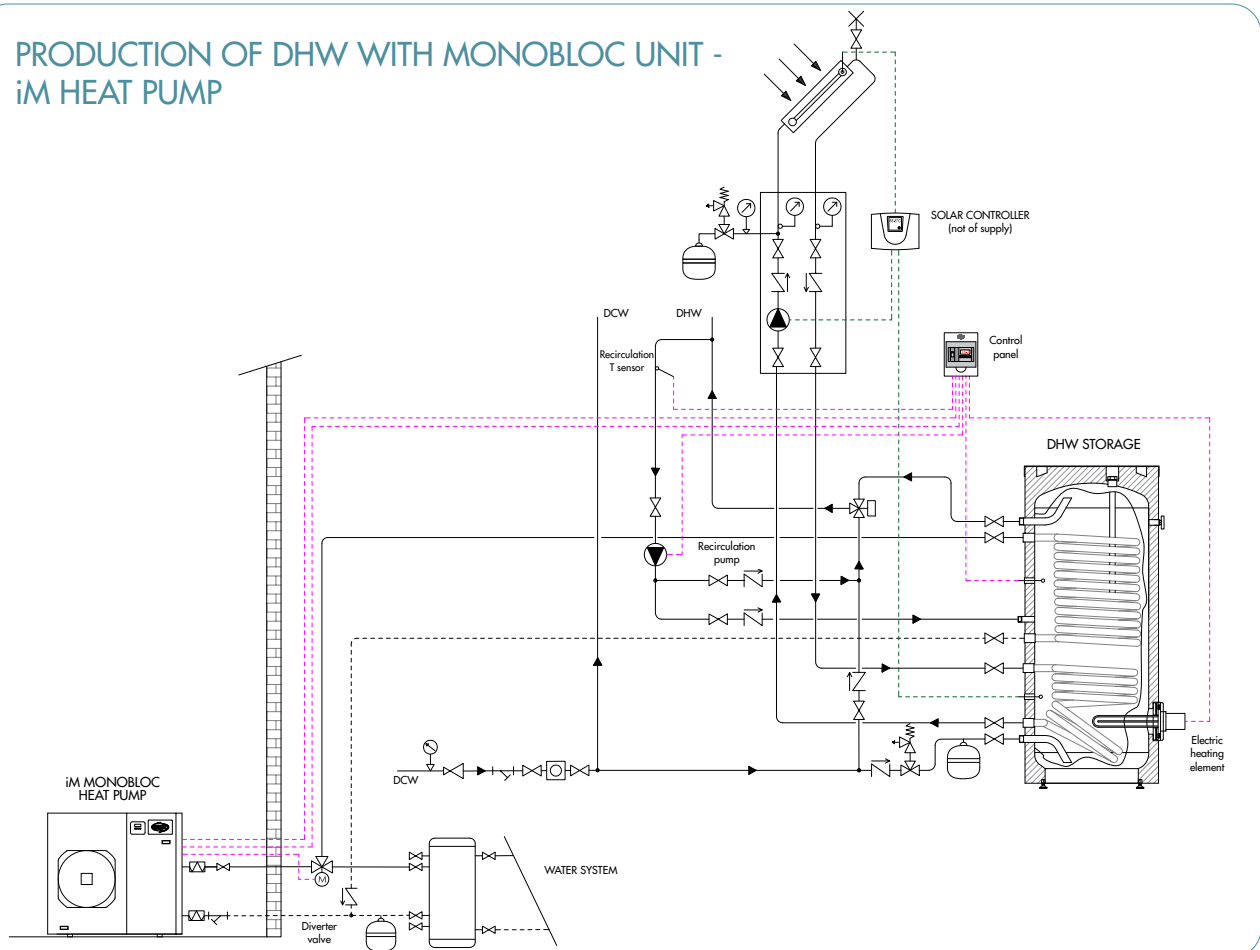 PRODUCTION OF DHW WITH MONOBLOC UNIT -
iM HEAT PUMP
SOLAR CONTROLLER
(not of supply)
DCW
DHW
Recirculation
T sensor
Control
panel
DHW STORAGE
Recirculation
pump
Electric
heating
element
DCW
iM MONOBLOC
HEAT PUMP
M
WATER SYSTEM
Diverter
valve